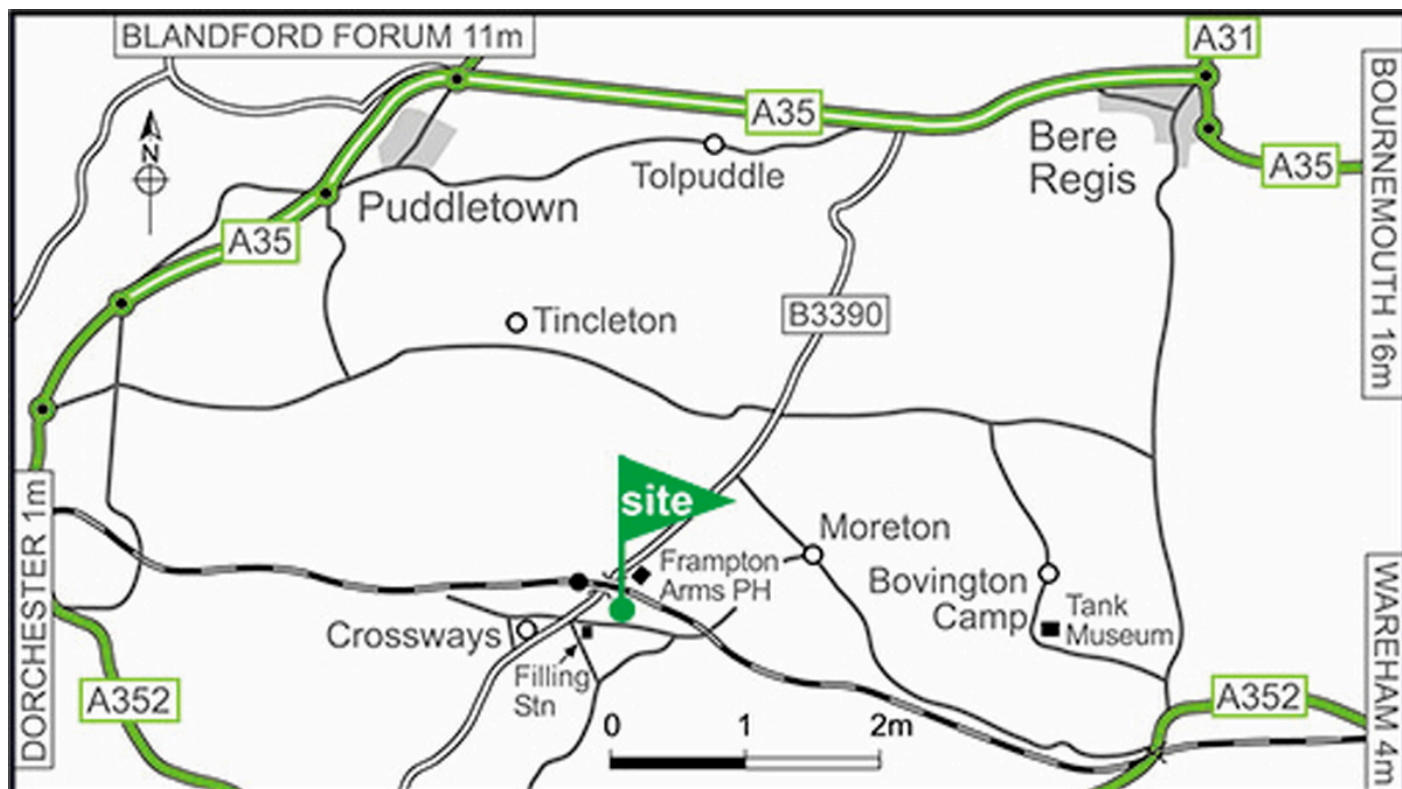 BLANDFORD FORUM 11m
A31
A35
BOURNEMOUTH 16m
N
Bere
Regis
A35
Tolpuddle
Puddletown
A35
Tincleton
B3390
site
Moreton
Frampton
Arms PH
Bovington
Camp
Tank
Museum
Crossways
Filling
Stn
DORCHESTER 1m
A352
0 1 2m
A352
WAREHAM 4m